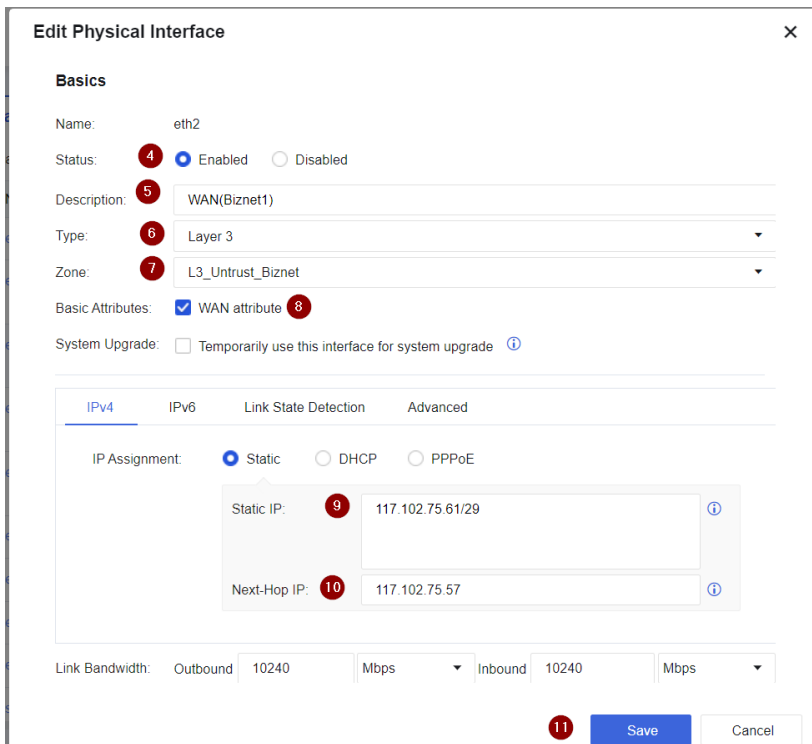 Edit Physical Interface
Basics
Name: eth2
Status: 4 Enabled Disabled
Description: 5 WAN(Biznet1)
Type: 6 Layer 3
Zone: 7 L3_Untrust_Biznet
Basic Attributes: WAN attribute 8
System Upgrade: Temporarily use this interface for system upgrade
IPv4 IPv6 Link State Detection Advanced
IP Assignment: Static DHCP PPPoE
Static IP: 9 117.102.75.61/29
Next-Hop IP: 10 117.102.75.57
Link Bandwidth: Outbound 10240 Mbps Inbound 10240 Mbps
11 Save Cancel